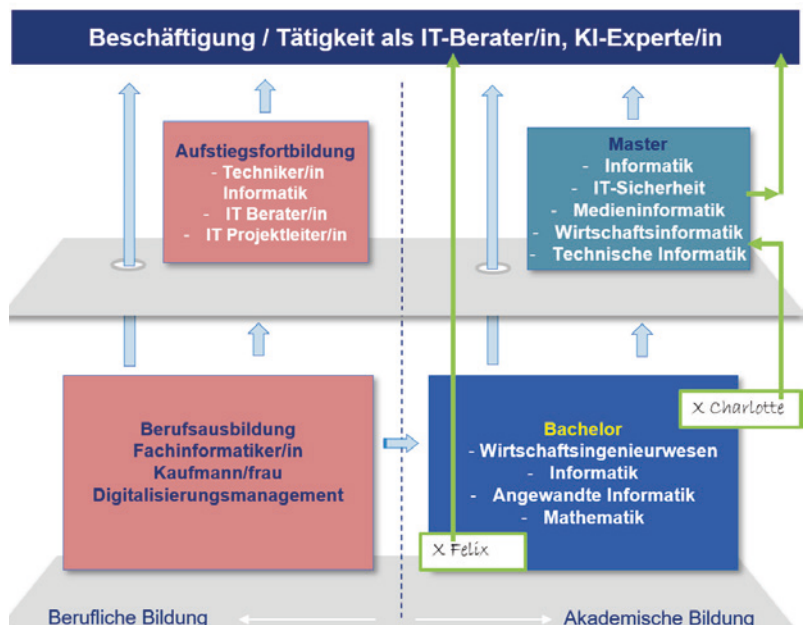 Beschäftigung / Tätigkeit als IT-Berater/in, KI-Experte/in
Aufstiegsfortbildung
- Techniker/in
Informatik
- IT Berater/in
- IT Projektleiter/in
Master
- Informatik
- IT-Sicherheit
- Medieninformatik
- Wirtschaftsinformatik
- Technische Informatik
Berufsausbildung
Fachinformatiker/in
Kaufmann/frau
Digitalisierungsmanagement
X Charlotte
Bachelor
- Wirtschaftsingenieurwesen
- Informatik
- Angewandte Informatik
- Mathematik
X Felix
Berufliche Bildung
Akademische Bildung